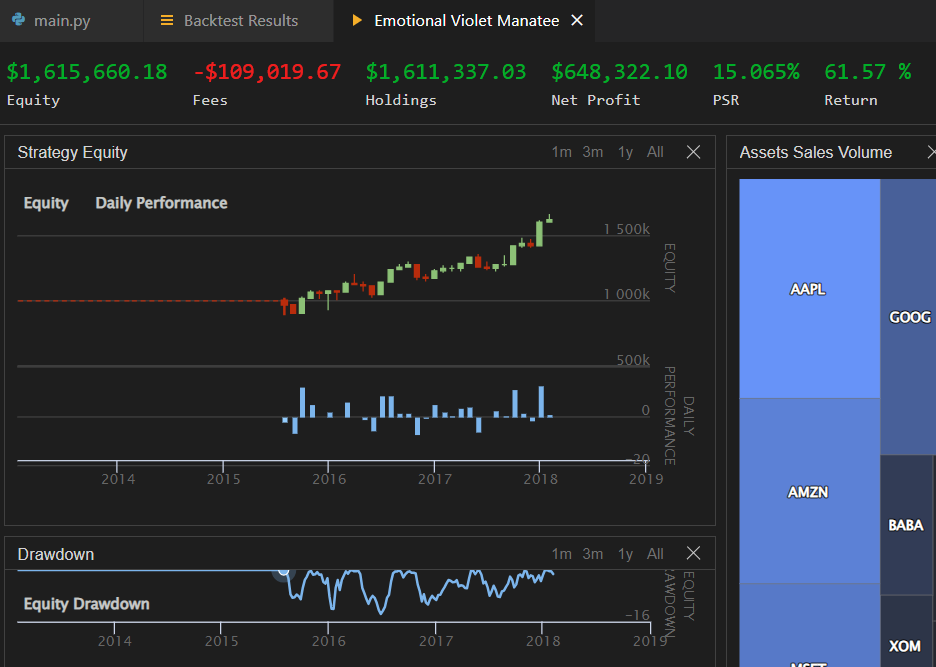 main.py
Backtest Results
Emotional Violet Manatee
$1,615,660.18 -$109,019.67 $1,611,337.03 $648,322.10 15.065% 61.57 %
Equity Fees Holdings Net Profit PSR Return
Strategy Equity
1m 3m 1y All
Equity Daily Performance
1 500k
1 000k
500k
EQUITY
0
-20
DAILY
PERFORMANCE
2014 2015 2016 2017 2018 2019
Drawdown
1m 3m 1y All
Equity Drawdown
-16
EQUITY
2014 2015 2016 2017 2018 2019
Assets Sales Volume
AAPL
GOOG
AMZN
BABA
XOM